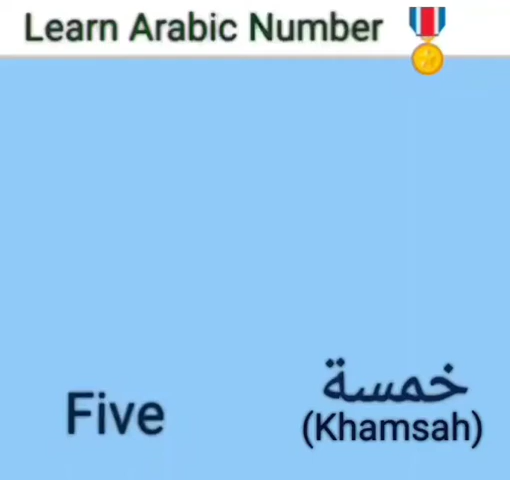 Learn Arabic Number 🎖️
Five
خمسة
(Khamsah)